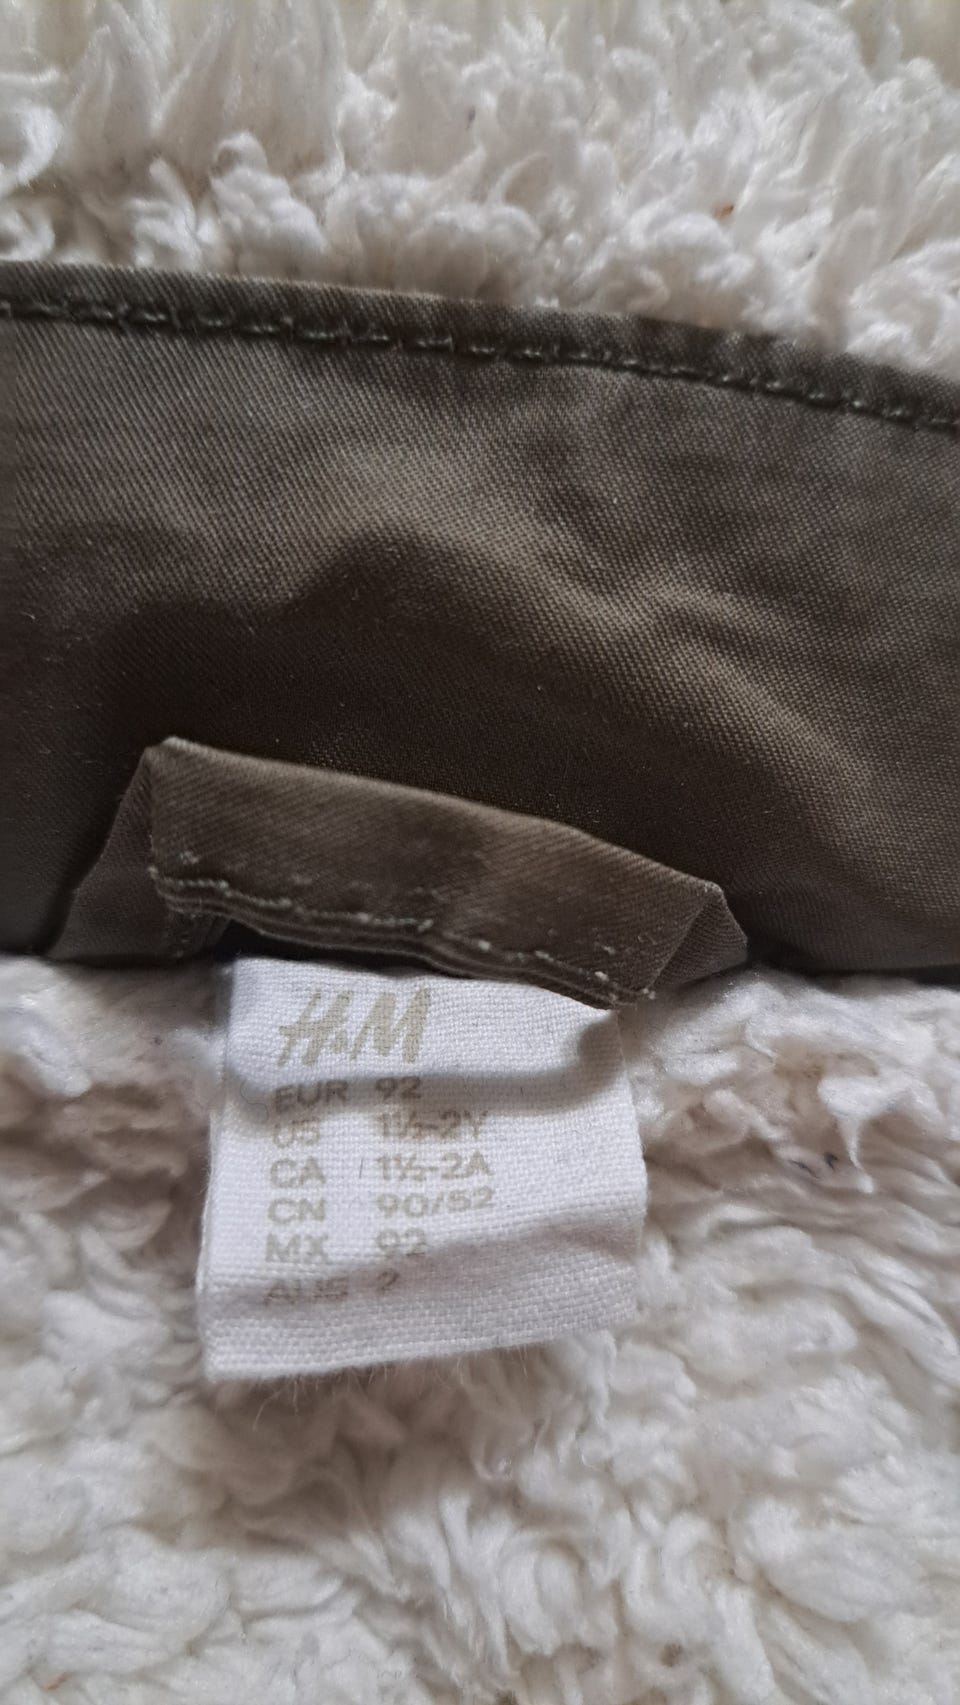 H&M
EUR 92
US 1½-2Y
CA 1½-2A
CN 90/52
MX 92
AUS 2